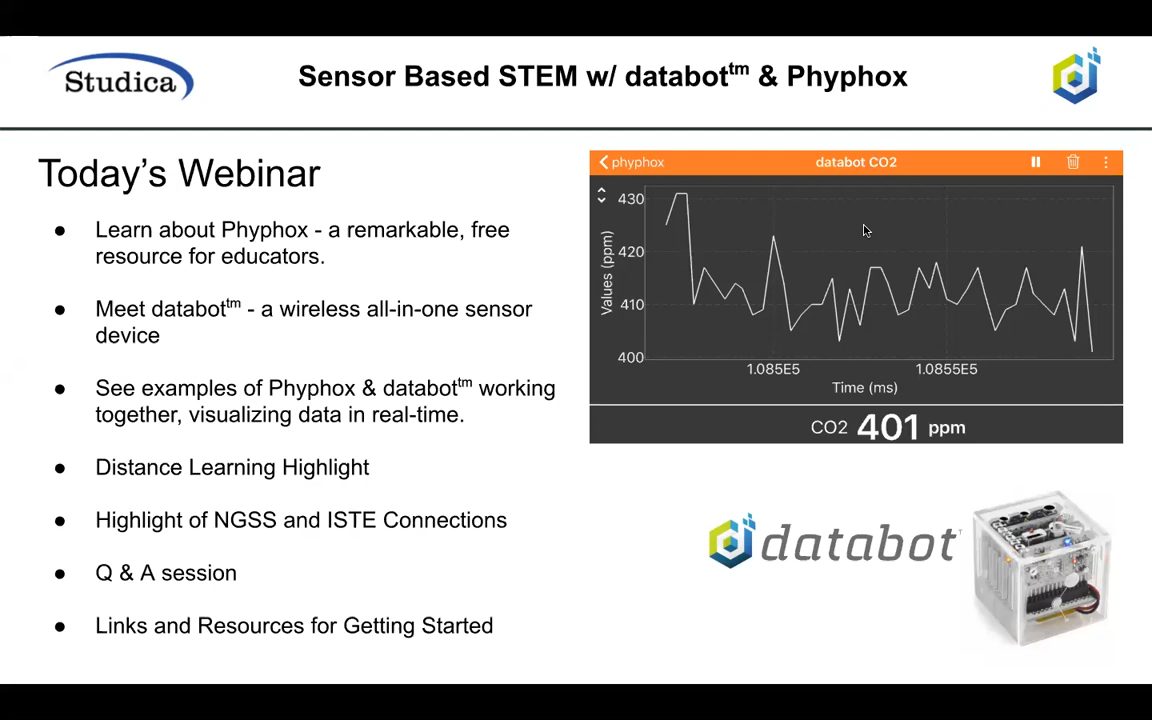 Studica
Sensor Based STEM w/ databot™ & Phyphox
Today's Webinar
● Learn about Phyphox - a remarkable, free
resource for educators.
● Meet databot™ - a wireless all-in-one sensor
device
● See examples of Phyphox & databot™ working
together, visualizing data in real-time.
● Distance Learning Highlight
● Highlight of NGSS and ISTE Connections
● Q & A session
● Links and Resources for Getting Started
phyphox
databot CO2
Values (ppm)
430
420
410
400
1.085E5
1.0855E5
Time (ms)
CO2 401 ppm
databot™